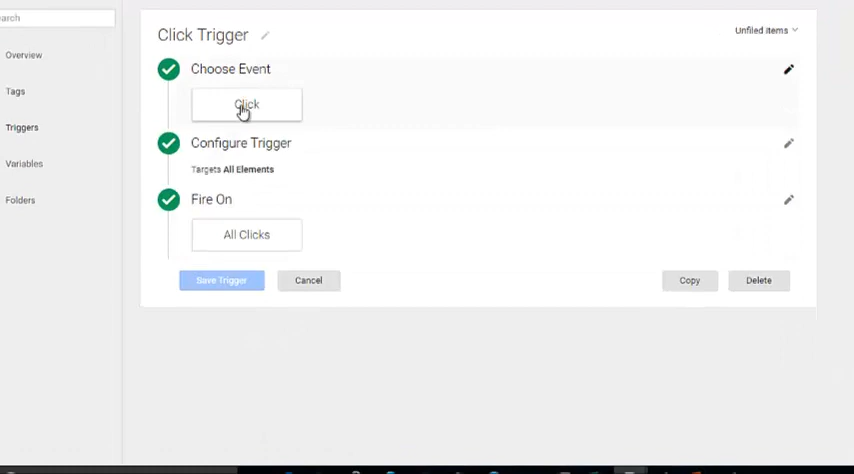 earch
Overview
Tags
Triggers
Variables
Folders
Click Trigger
Unfiled Items
Choose Event
Click
Configure Trigger
Targets All Elements
Fire On
All Clicks
Save Trigger
Cancel
Copy
Delete